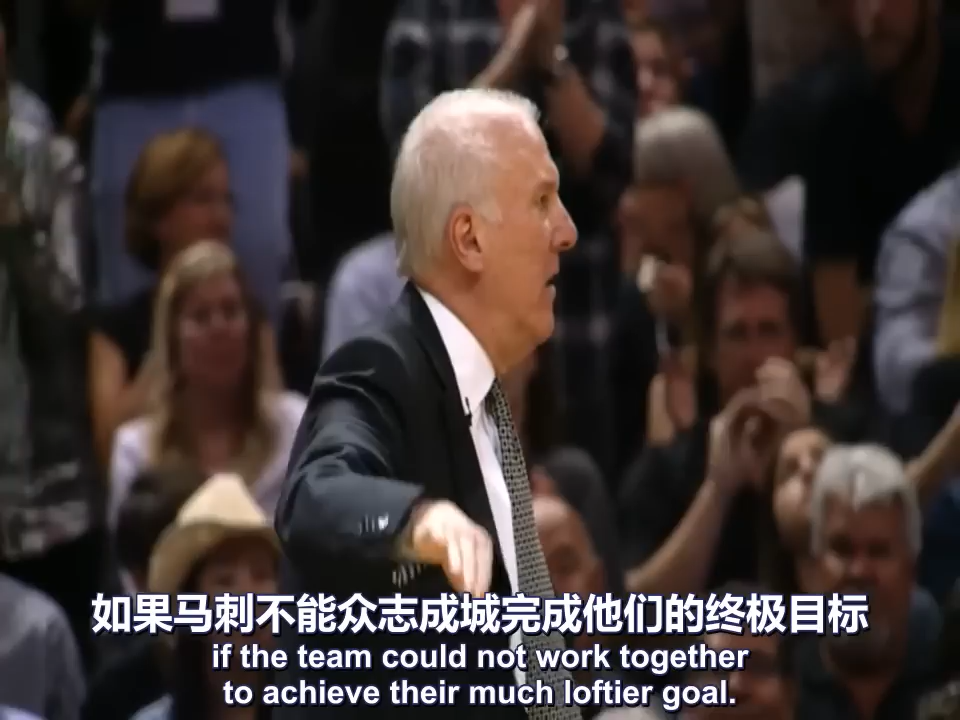 如果马刺不能众志成城完成他们的终极目标
if the team could not work together
to achieve their much loftier goal.